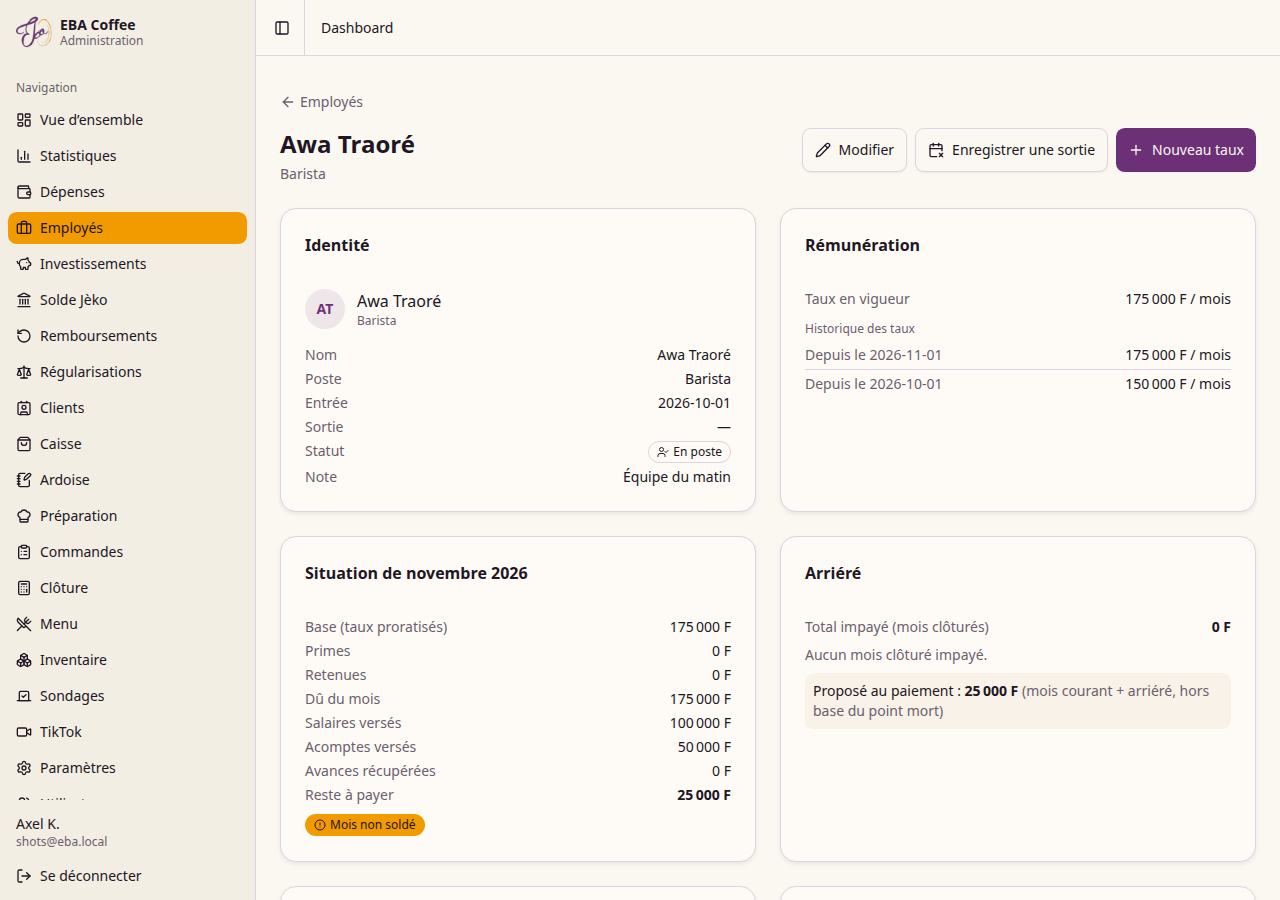 EBA Coffee
Administration
Navigation
Vue d'ensemble
Statistiques
Dépenses
Employés
Investissements
Solde Jèko
Remboursements
Régularisations
Clients
Caisse
Ardoise
Préparation
Commandes
Clôture
Menu
Inventaire
Sondages
TikTok
Paramètres
Axel K.
shots@eba.local
Se déconnecter
Dashboard
Employés
Awa Traoré
Barista
Modifier
Enregistrer une sortie
Nouveau taux
Identité
AT
Awa Traoré
Barista
Nom Awa Traoré
Poste Barista
Entrée 2026-10-01
Sortie —
Statut En poste
Note Équipe du matin
Rémunération
Taux en vigueur 175 000 F / mois
Historique des taux
Depuis le 2026-11-01 175 000 F / mois
Depuis le 2026-10-01 150 000 F / mois
Situation de novembre 2026
Base (taux proratisés) 175 000 F
Primes 0 F
Retenues 0 F
Dû du mois 175 000 F
Salaires versés 100 000 F
Acomptes versés 50 000 F
Avances récupérées 0 F
Reste à payer 25 000 F
Mois non soldé
Arriéré
Total impayé (mois clôturés) 0 F
Aucun mois clôturé impayé.
Proposé au paiement : 25 000 F (mois courant + arriéré, hors
base du point mort)